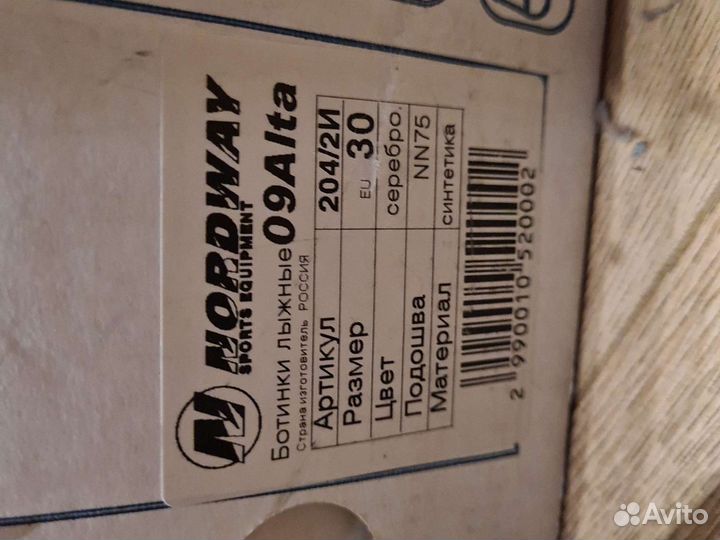 NORDWAY
SPORTS EQUIPMENT
Ботинки лыжные 09Alta
Страна изготовитель РОССИЯ
Артикул 204/2И
Размер EU 30
Цвет серебро.
Подошва NN75
Материал синтетика
2 990010 520002
Avito